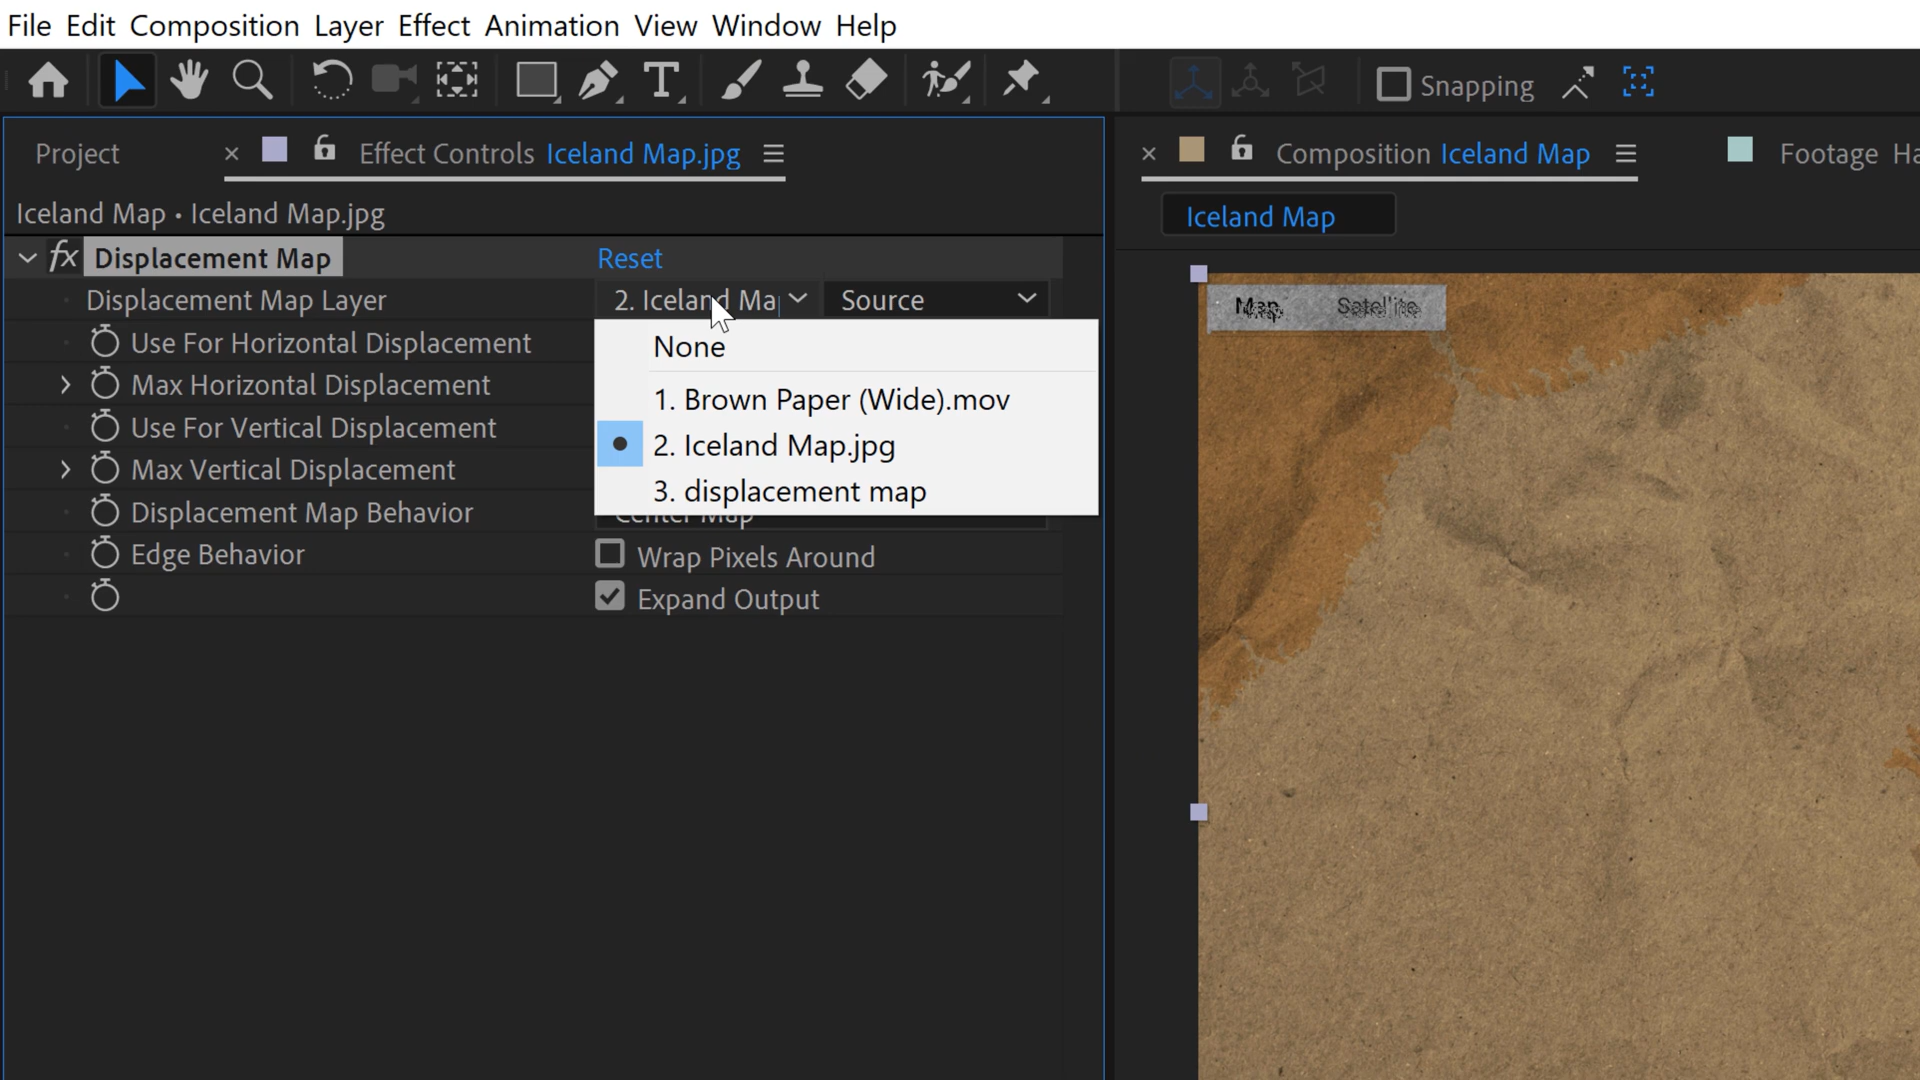 File Edit Composition Layer Effect Animation View Window Help
Snapping
Project
Effect Controls Iceland Map.jpg
Composition Iceland Map
Footage Ha
Iceland Map • Iceland Map.jpg
Iceland Map
fx Displacement Map Reset
Displacement Map Layer 2. Iceland Ma Source
Map Satellite
Use For Horizontal Displacement
None
Max Horizontal Displacement
1. Brown Paper (Wide).mov
Use For Vertical Displacement
2. Iceland Map.jpg
Max Vertical Displacement
3. displacement map
Displacement Map Behavior Center Map
Edge Behavior Wrap Pixels Around
Expand Output